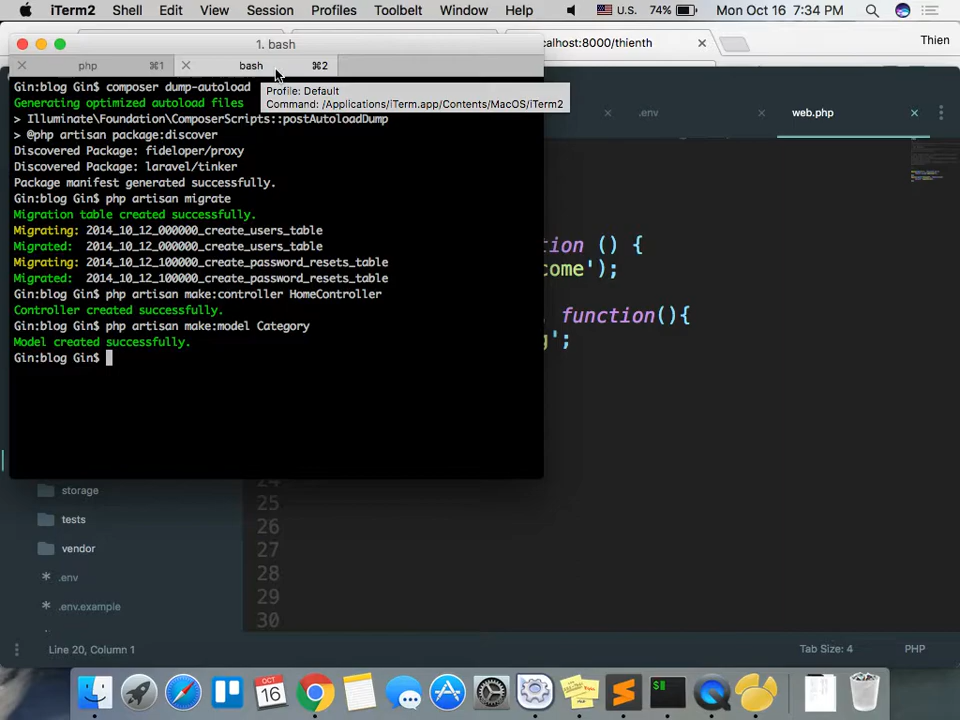 iTerm2 Shell Edit View Session Profiles Toolbelt Window Help U.S. 74% Mon Oct 16 7:34 PM
1. bash
calhost:8000/thienth
Thien
php ⌘1 bash ⌘2
Profile: Default
Command: /Applications/iTerm.app/Contents/MacOS/iTerm2
.env
web.php
Gin:blog Gin$ composer dump-autoload
Generating optimized autoload files
> Illuminate\Foundation\ComposerScripts::postAutoloadDump
> @php artisan package:discover
Discovered Package: fideloper/proxy
Discovered Package: laravel/tinker
Package manifest generated successfully.
Gin:blog Gin$ php artisan migrate
Migration table created successfully.
Migrating: 2014_10_12_000000_create_users_table
Migrated:  2014_10_12_000000_create_users_table
Migrating: 2014_10_12_100000_create_password_resets_table
Migrated:  2014_10_12_100000_create_password_resets_table
Gin:blog Gin$ php artisan make:controller HomeController
Controller created successfully.
Gin:blog Gin$ php artisan make:model Category
Model created successfully.
Gin:blog Gin$
tion () {
come');
function(){
g';
24
25
26
27
28
29
30
storage
tests
vendor
* .env
* .env.example
Line 20, Column 1
Tab Size: 4
PHP
OCT
16
$